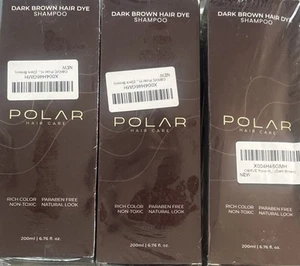 DARK BROWN HAIR DYE
SHAMPOO
POLAR
HAIR CARE
RICH COLOR PARABEN FREE
NON-TOXIC NATURAL LOOK
200ml | 6.76 fl. oz.
DARK BROWN HAIR DYE
SHAMPOO
NEW
POLAR
HAIR CARE
RICH COLOR PARABEN FREE
NON-TOXIC NATURAL LOOK
200ml | 6.76 fl. oz.
DARK BROWN HAIR DYE
SHAMPOO
POLAR
HAIR CARE
NEW
RICH COLOR PARABEN FREE
NON-TOXIC NATURAL LOOK
200ml | 6.76 fl. oz.